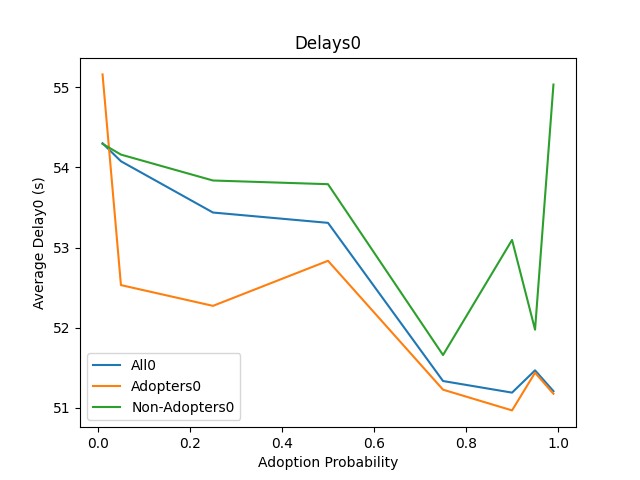 Delays0
Average Delay0 (s)
55
54
53
52
51
All0
Adopters0
Non-Adopters0
0.0 0.2 0.4 0.6 0.8 1.0
Adoption Probability